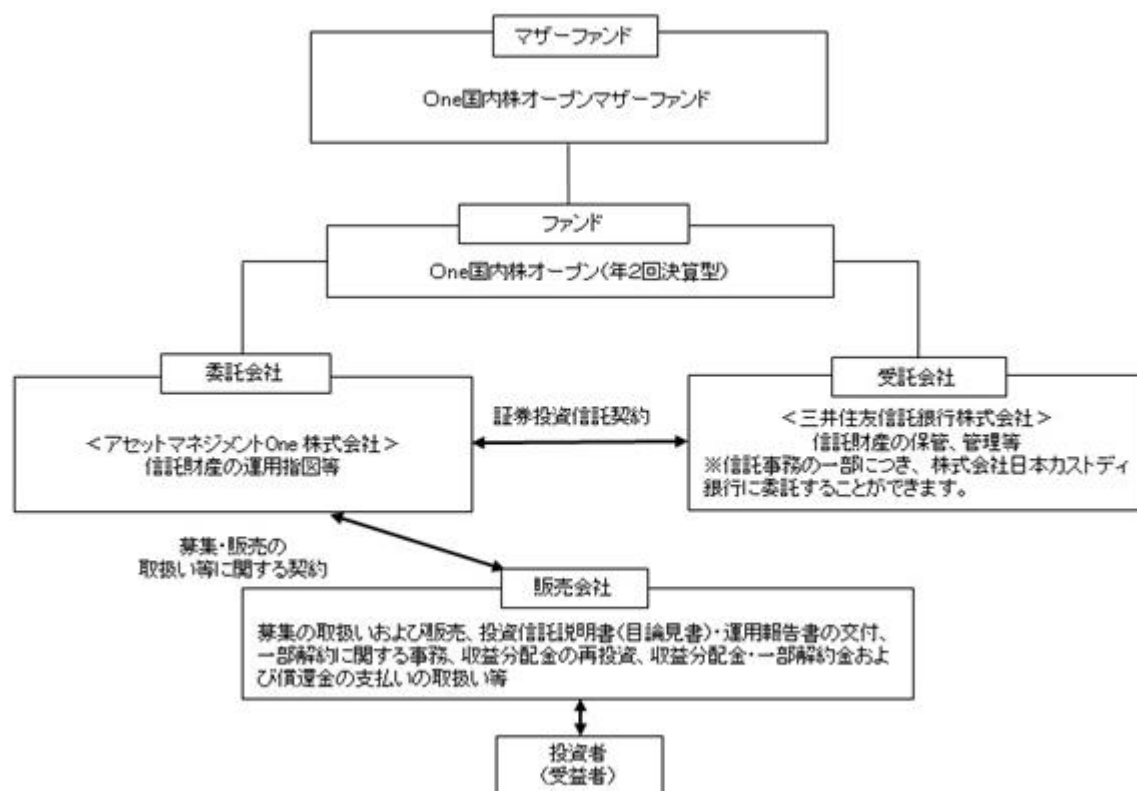 マザーファンド
One国内株オープンマザーファンド
ファンド
One国内株オープン(年2回決算型)
委託会社
<アセットマネジメントOne 株式会社>
信託財産の運用指図等
証券投資信託契約
受託会社
<三井住友信託銀行株式会社>
信託財産の保管、管理等
※信託事務の一部につき、株式会社日本カストディ
銀行に委託することができます。
募集・販売の
取扱い等に関する契約
販売会社
募集の取扱いおよび販売、投資信託説明書(目論見書)・運用報告書の交付、
一部解約に関する事務、収益分配金の再投資、収益分配金・一部解約金およ
び償還金の支払いの取扱い等
投資者
(受益者)